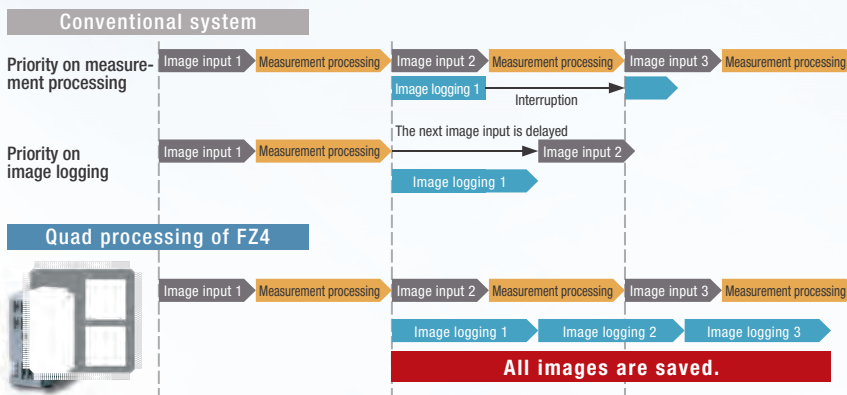 Conventional system
Priority on measure-
ment processing
Image input 1 Measurement processing Image input 2 Measurement processing Image input 3 Measurement processing
Image logging 1
Interruption
The next image input is delayed
Priority on
image logging
Image input 1 Measurement processing Image input 2
Image logging 1
Quad processing of FZ4
Image input 1 Measurement processing Image input 2 Measurement processing Image input 3 Measurement processing
Image logging 1 Image logging 2 Image logging 3
All images are saved.